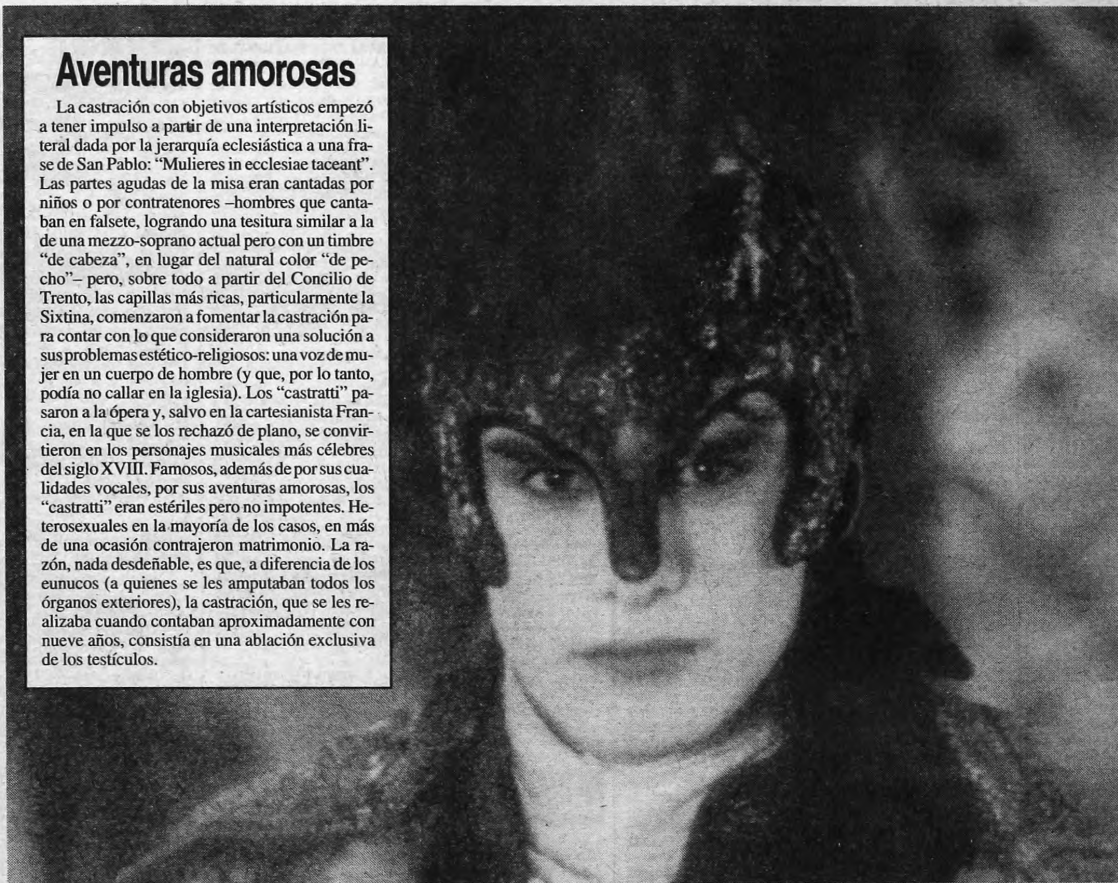 Aventuras amorosas
La castración con objetivos artísticos empezó
a tener impulso a partir de una interpretación li-
teral dada por la jerarquía eclesiástica a una fra-
se de San Pablo: “Mulieres in ecclesiae taceant”.
Las partes agudas de la misa eran cantadas por
niños o por contratenores –hombres que canta-
ban en falsete, logrando una tesitura similar a la
de una mezzo-soprano actual pero con un timbre
“de cabeza”, en lugar del natural color “de pe-
cho”– pero, sobre todo a partir del Concilio de
Trento, las capillas más ricas, particularmente la
Sixtina, comenzaron a fomentar la castración pa-
ra contar con lo que consideraron una solución a
sus problemas estético-religiosos: una voz de mu-
jer en un cuerpo de hombre (y que, por lo tanto,
podía no callar en la iglesia). Los “castratti” pa-
saron a la ópera y, salvo en la cartesianista Fran-
cia, en la que se los rechazó de plano, se convir-
tieron en los personajes musicales más célebres
del siglo XVIII. Famosos, además de por sus cua-
lidades vocales, por sus aventuras amorosas, los
“castratti” eran estériles pero no impotentes. He-
terosexuales en la mayoría de los casos, en más
de una ocasión contrajeron matrimonio. La ra-
zón, nada desdeñable, es que, a diferencia de los
eunucos (a quienes se les amputaban todos los
órganos exteriores), la castración, que se les re-
alizaba cuando contaban aproximadamente con
nueve años, consistía en una ablación exclusiva
de los testículos.